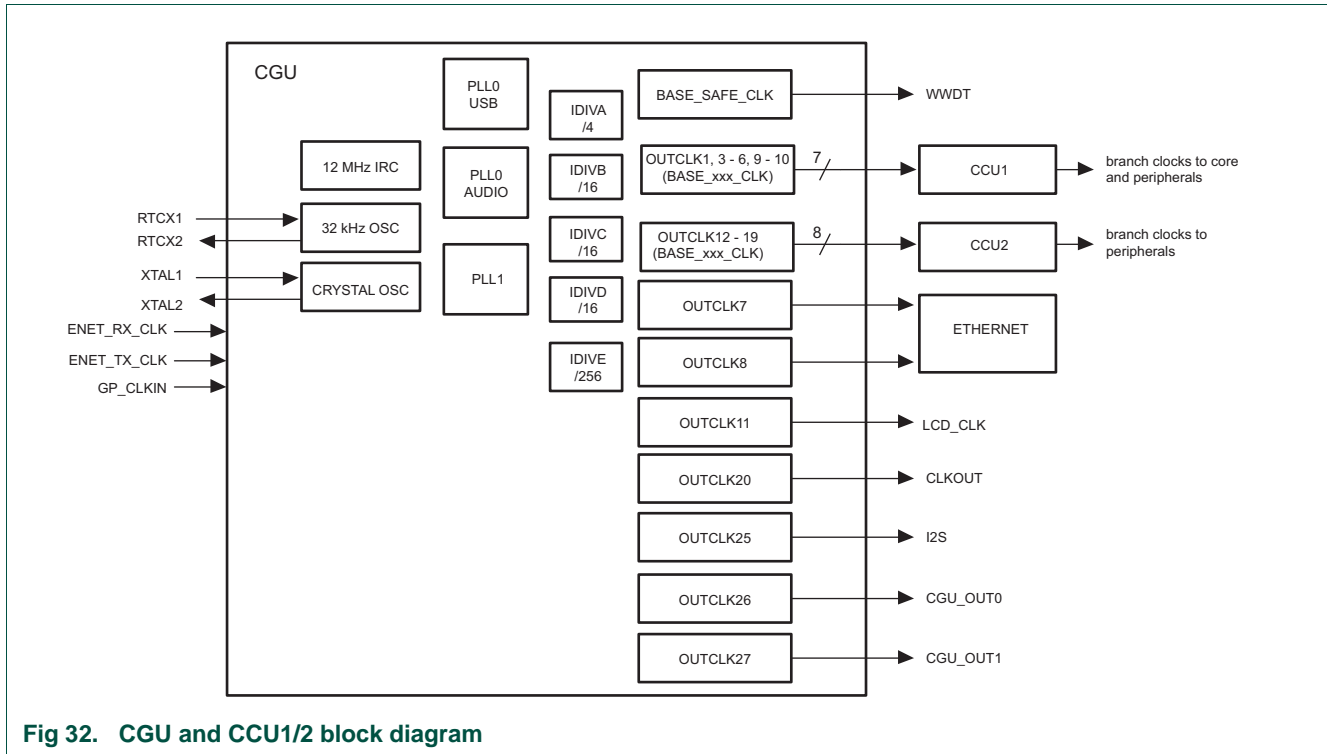 CGU
PLL0
USB
PLL0
AUDIO
PLL1
12 MHz IRC
32 kHz OSC
CRYSTAL OSC
RTCX1
RTCX2
XTAL1
XTAL2
ENET_RX_CLK
ENET_TX_CLK
GP_CLKIN
IDIVA
/4
IDIVB
/16
IDIVC
/16
IDIVD
/16
IDIVE
/256
BASE_SAFE_CLK
WWDT
OUTCLK1, 3 - 6, 9 - 10
(BASE_xxx_CLK)
7
CCU1
branch clocks to core
and peripherals
OUTCLK12 - 19
(BASE_xxx_CLK)
8
CCU2
branch clocks to
peripherals
OUTCLK7
OUTCLK8
ETHERNET
OUTCLK11
LCD_CLK
OUTCLK20
CLKOUT
OUTCLK25
I2S
OUTCLK26
CGU_OUT0
OUTCLK27
CGU_OUT1
Fig 32. CGU and CCU1/2 block diagram